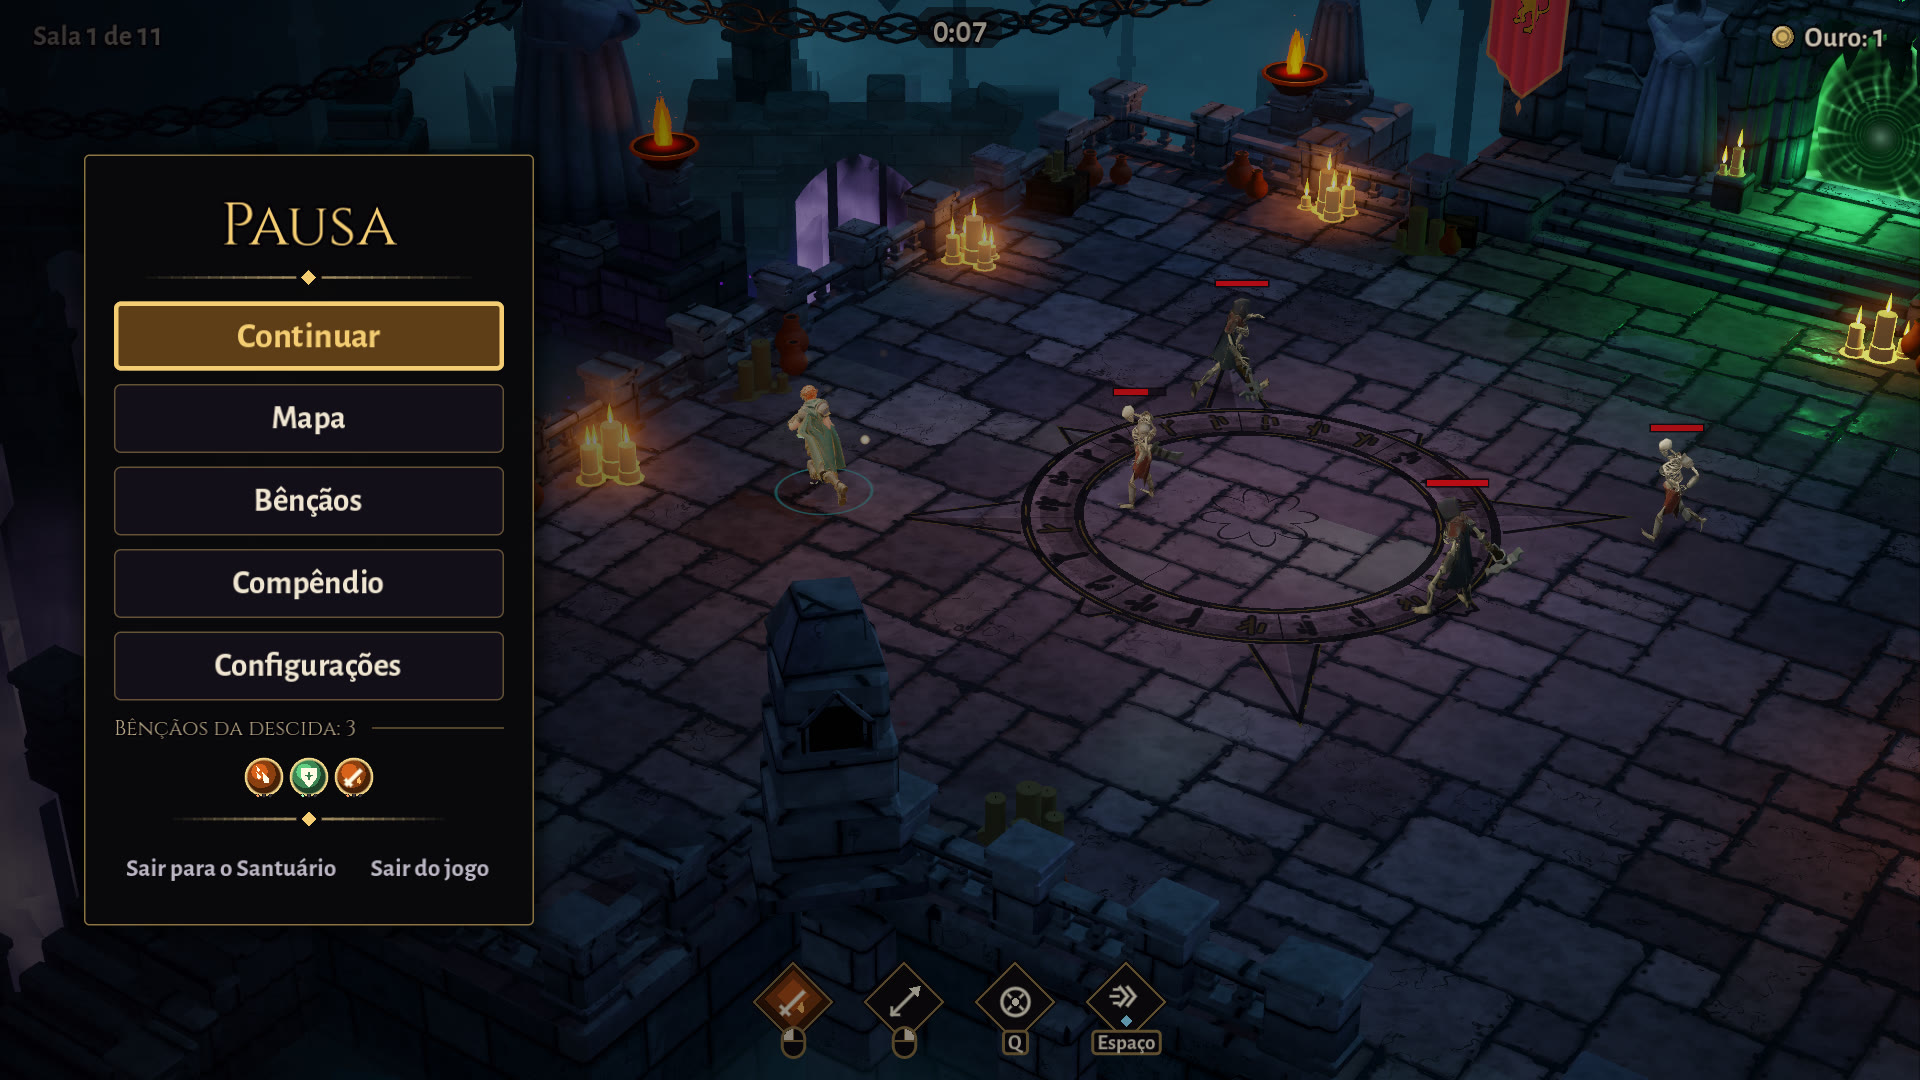 Sala 1 de 11
0:07
Ouro: 1
Pausa
Continuar
Mapa
Bênçãos
Compêndio
Configurações
Bênçãos da descida: 3
Sair para o Santuário
Sair do jogo
Q
Espaço